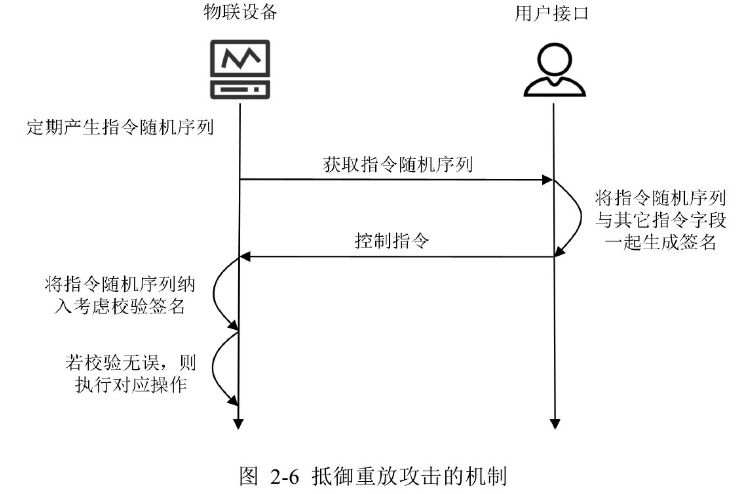 物联设备
用户接口
定期产生指令随机序列
获取指令随机序列
将指令随机序列
与其它指令字段
一起生成签名
控制指令
将指令随机序列纳
入考虑校验签名
若校验无误，则
执行对应操作
图 2-6 抵御重放攻击的机制